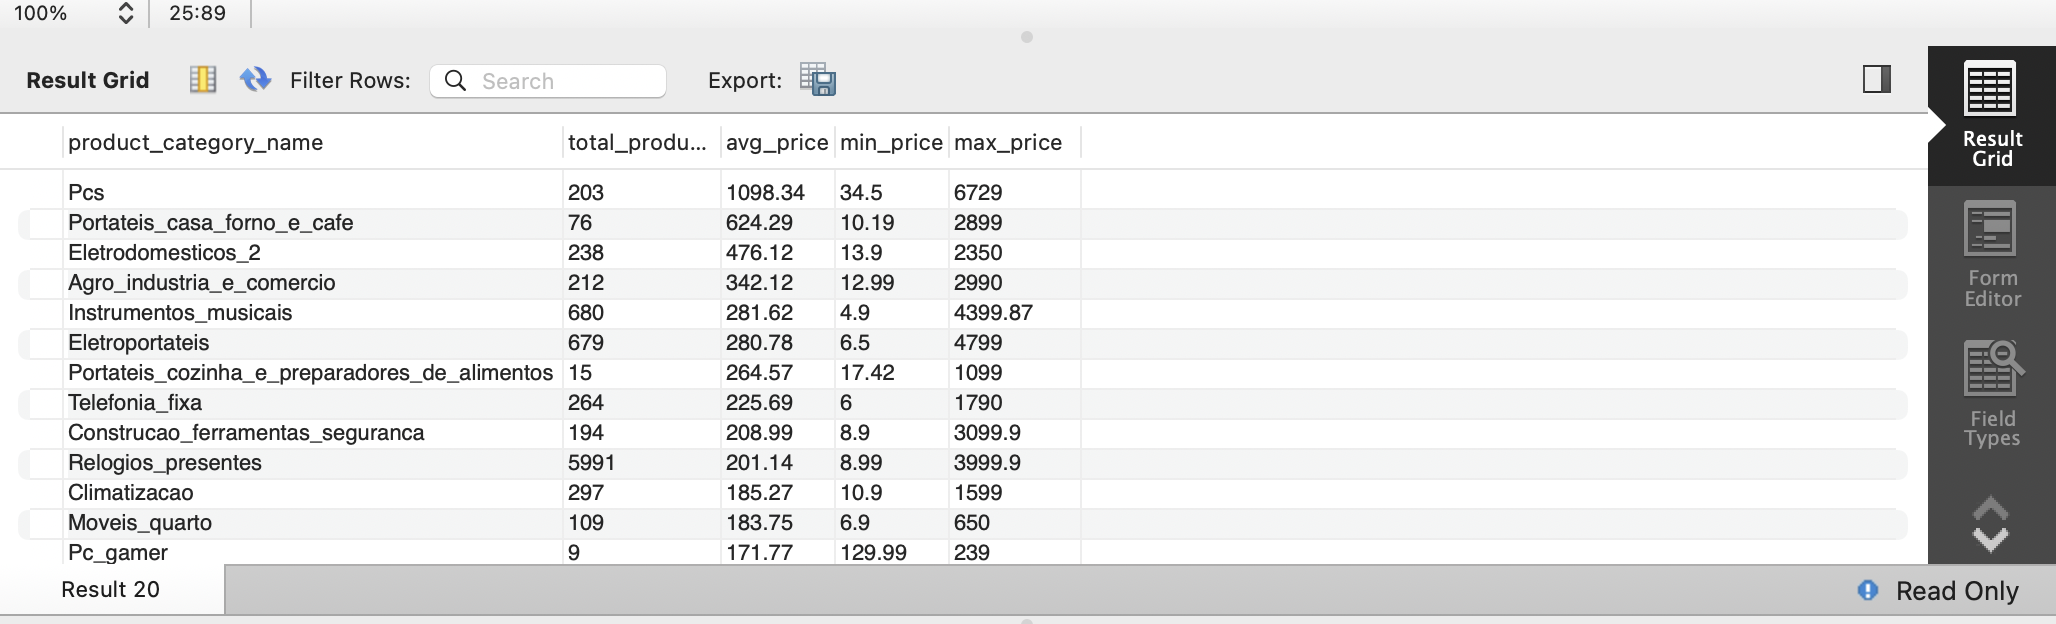 100% 25:89
Result Grid Filter Rows: Search Export:
product_category_name total_produ... avg_price min_price max_price
Pcs 203 1098.34 34.5 6729
Portateis_casa_forno_e_cafe 76 624.29 10.19 2899
Eletrodomesticos_2 238 476.12 13.9 2350
Agro_industria_e_comercio 212 342.12 12.99 2990
Instrumentos_musicais 680 281.62 4.9 4399.87
Eletroportateis 679 280.78 6.5 4799
Portateis_cozinha_e_preparadores_de_alimentos 15 264.57 17.42 1099
Telefonia_fixa 264 225.69 6 1790
Construcao_ferramentas_seguranca 194 208.99 8.9 3099.9
Relogios_presentes 5991 201.14 8.99 3999.9
Climatizacao 297 185.27 10.9 1599
Moveis_quarto 109 183.75 6.9 650
Pc_gamer 9 171.77 129.99 239
Result
Grid
Form
Editor
Field
Types
Result 20 Read Only